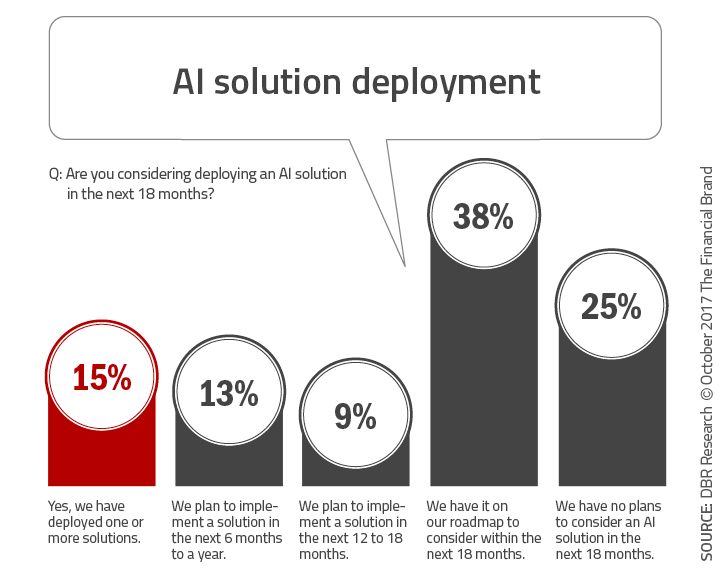 AI solution deployment
Q: Are you considering deploying an AI solution
in the next 18 months?
15%
13%
9%
38%
25%
Yes, we have
deployed one or
more solutions.
We plan to imple-
ment a solution in
the next 6 months
to a year.
We plan to imple-
ment a solution in
the next 12 to 18
months.
We have it on
our roadmap to
consider within the
next 18 months.
We have no plans
to consider an AI
solution in the
next 18 months.
SOURCE: DBR Research © October 2017 The Financial Brand